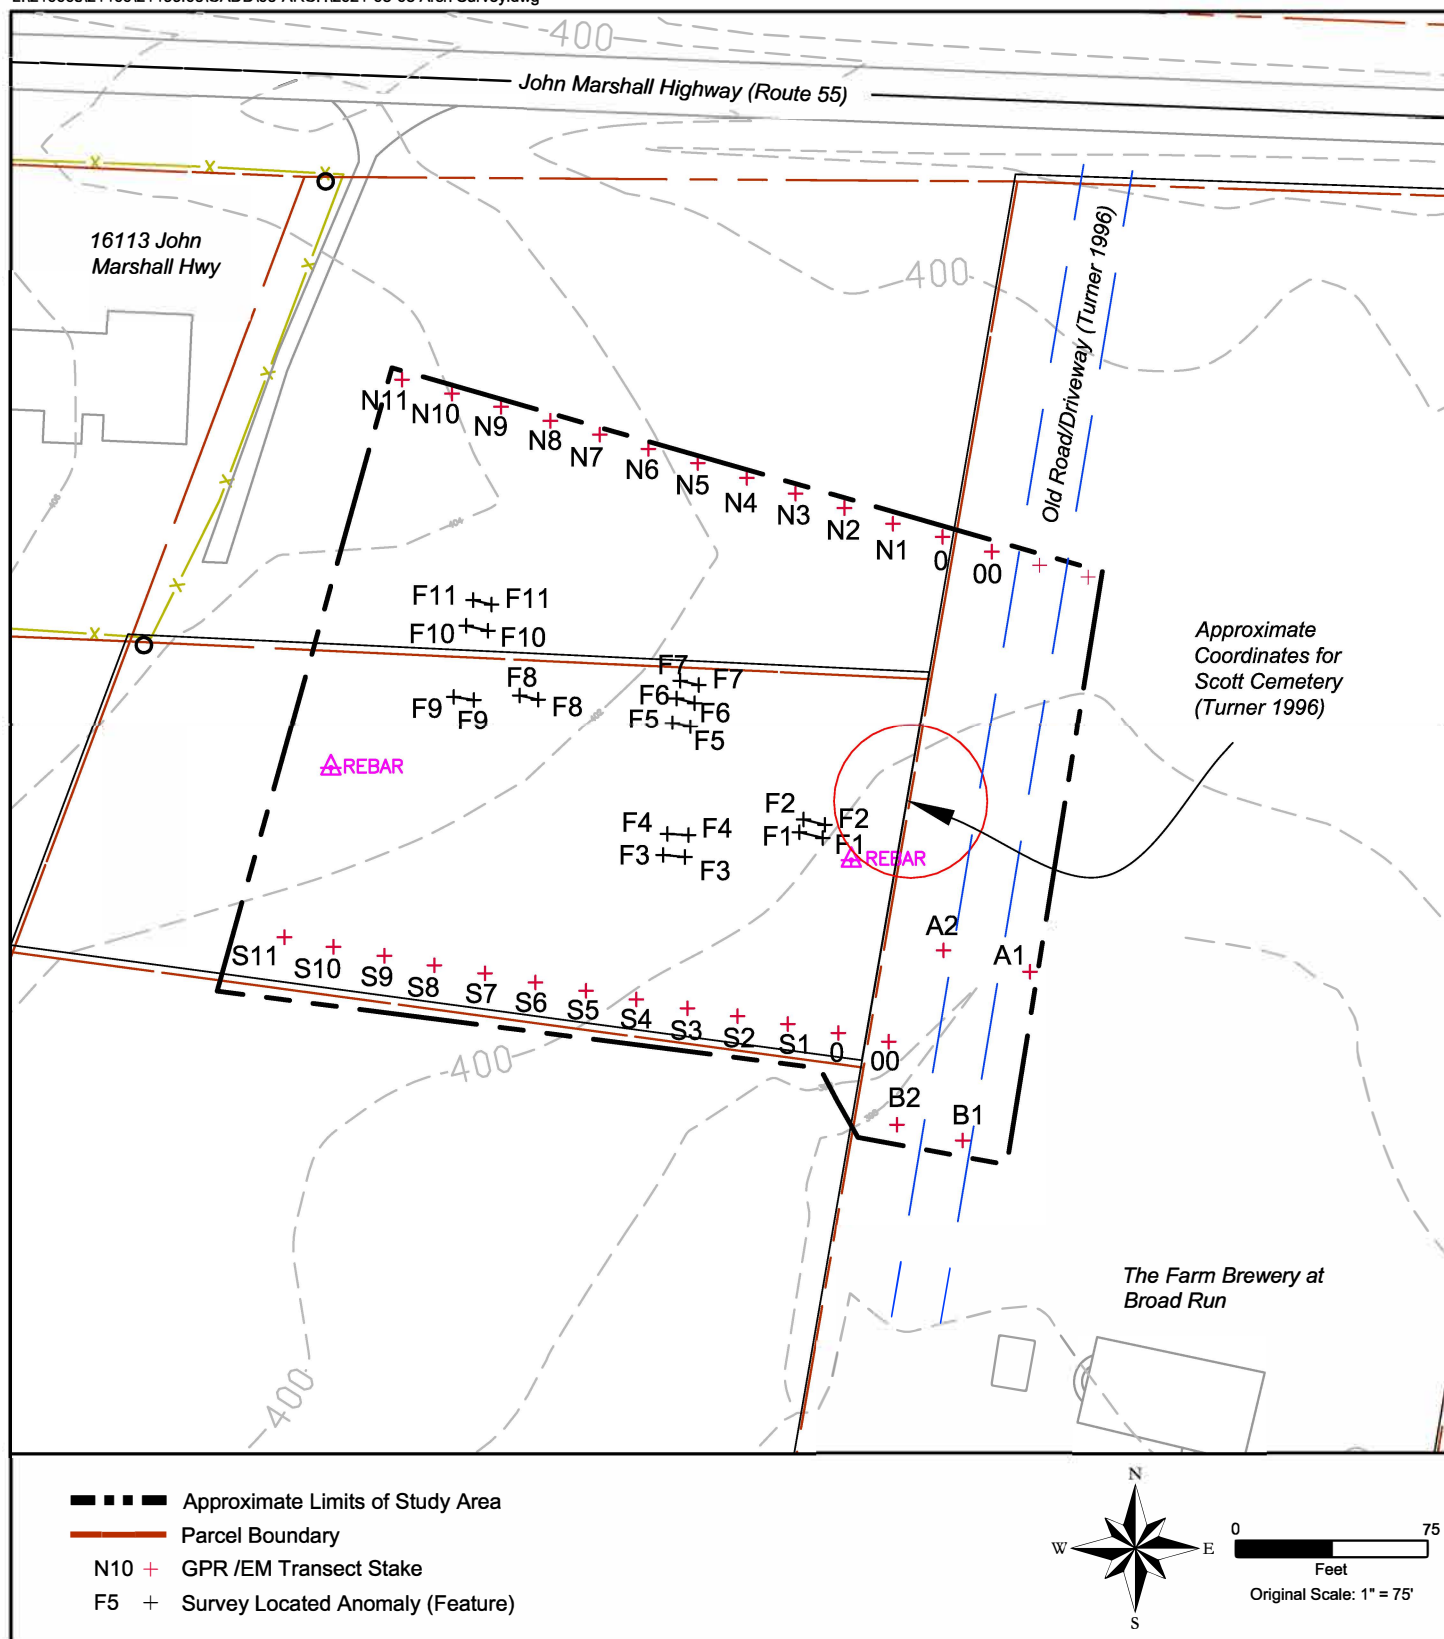 400
John Marshall Highway (Route 55)
16113 John
Marshall Hwy
400
Old Road/Driveway (Turner 1996)
N11
N10
N9
N8
N7
N6
N5
N4
N3
N2
N1
0
00
404
F11 F11
F10 F10
F7
F7
F8
F8
F6
F6
F9
F9
F5
F5
402
REBAR
Approximate
Coordinates for
Scott Cemetery
(Turner 1996)
F2
F2
F4
F4
F1
F1
F3
F3
REBAR
A2
A1
S11
S10
S9
S8
S7
S6
S5
S4
S3
S2
S1
0
00
400
B2
B1
The Farm Brewery at
Broad Run
400
Approximate Limits of Study Area
Parcel Boundary
N10 + GPR /EM Transect Stake
F5 + Survey Located Anomaly (Feature)
N
W E
S
0 75
Feet
Original Scale: 1" = 75'